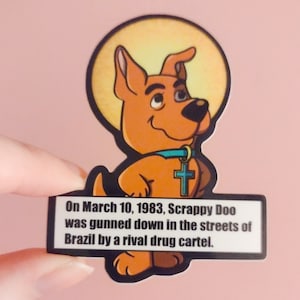 On March 10, 1983, Scrappy Doo
was gunned down in the streets of
Brazil by a rival drug cartel.